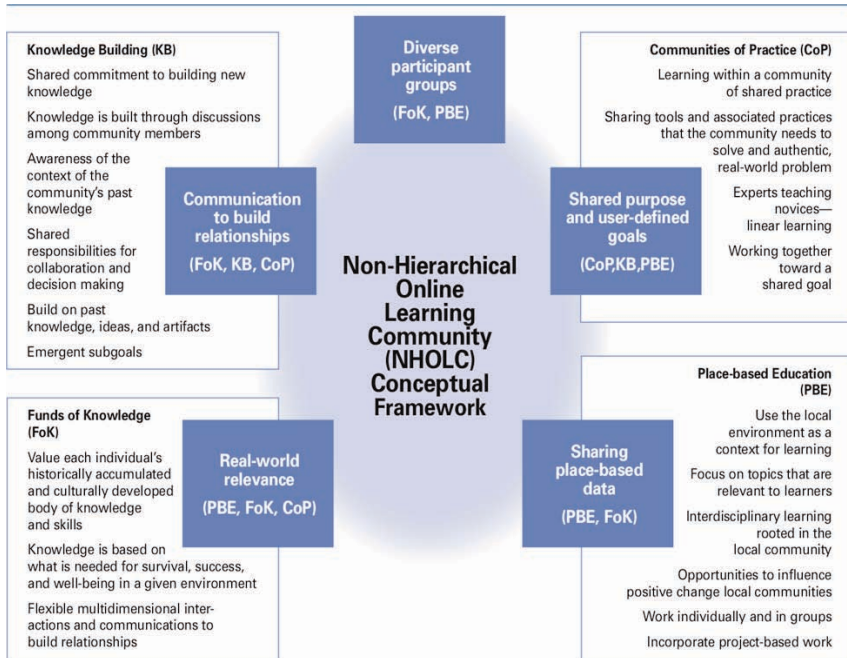 Knowledge Building (KB)
Shared commitment to building new
knowledge
Knowledge is built through discussions
among community members
Awareness of the
context of the
community's past
knowledge
Shared
responsibilities for
collaboration and
decision making
Build on past
knowledge, ideas, and artifacts
Emergent subgoals
Diverse
participant
groups
(FoK, PBE)
Communities of Practice (CoP)
Learning within a community
of shared practice
Sharing tools and associated practices
that the community needs to
solve and authentic,
real-world problem
Experts teaching
novices—
linear learning
Working together
toward a
shared goal
Communication
to build
relationships
(FoK, KB, CoP)
Shared purpose
and user-defined
goals
(CoP,KB,PBE)
Non-Hierarchical
Online
Learning
Community
(NHOLC)
Conceptual
Framework
Funds of Knowledge
(FoK)
Value each individual's
historically accumulated
and culturally developed
body of knowledge
and skills
Knowledge is based on
what is needed for survival, success,
and well-being in a given environment
Flexible multidimensional inter-
actions and communications to
build relationships
Real-world
relevance
(PBE, FoK, CoP)
Sharing
place-based
data
(PBE, FoK)
Place-based Education
(PBE)
Use the local
environment as a
context for learning
Focus on topics that are
relevant to learners
Interdisciplinary learning
rooted in the
local community
Opportunities to influence
positive change local communities
Work individually and in groups
Incorporate project-based work